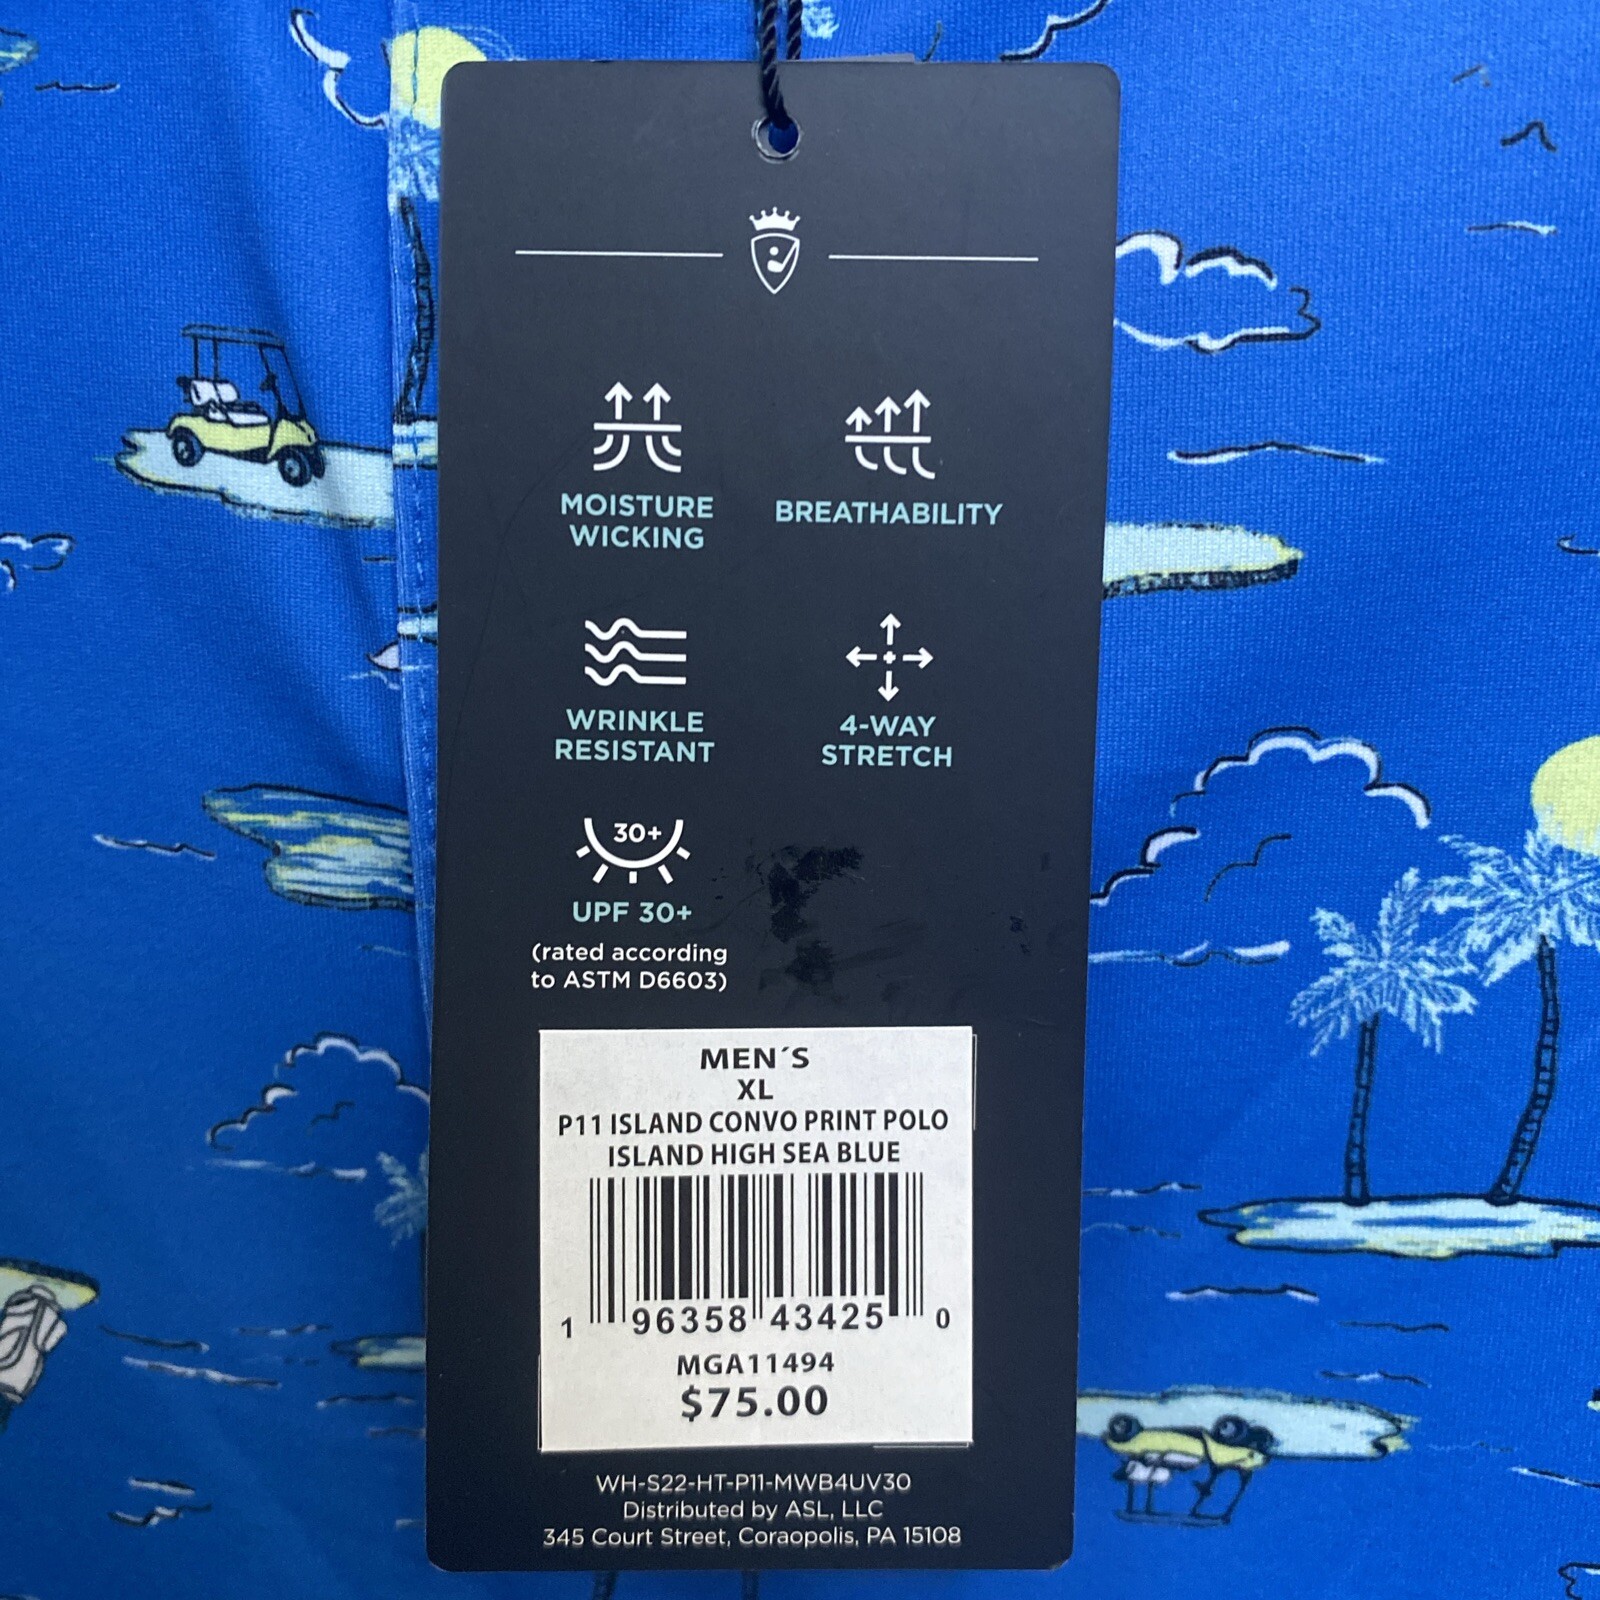 MOISTURE
WICKING
BREATHABILITY
WRINKLE
RESISTANT
4-WAY
STRETCH
30+
UPF 30+
(rated according
to ASTM D6603)
MEN´S
XL
P11 ISLAND CONVO PRINT POLO
ISLAND HIGH SEA BLUE
1 96358 43425 0
MGA11494
$75.00
WH-S22-HT-P11-MWB4UV30
Distributed by ASL, LLC
345 Court Street, Coraopolis, PA 15108